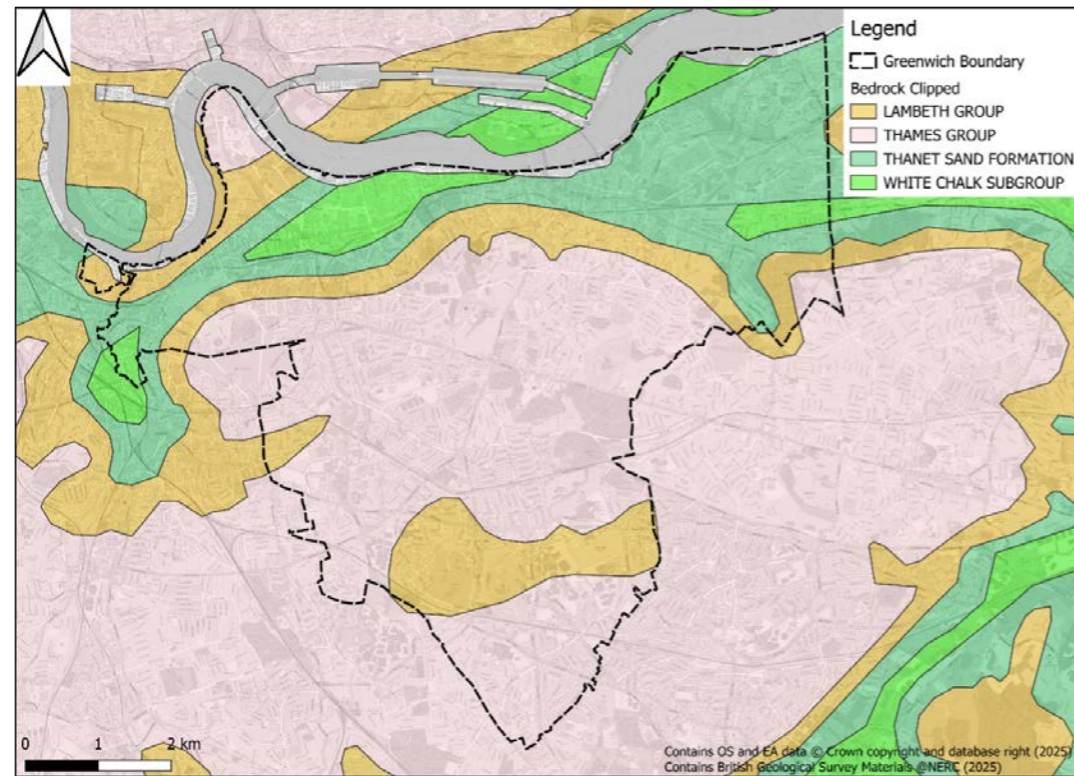 Legend
Greenwich Boundary
Bedrock Clipped
LAMBETH GROUP
THAMES GROUP
THANET SAND FORMATION
WHITE CHALK SUBGROUP
0 1 2 km
Contains OS and EA data © Crown copyright and database right (2025)
Contains British Geological Survey Materials @NERC (2025)